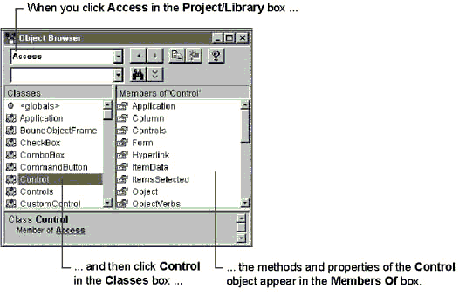 When you click Access in the Project/Library box ...
Object Browser
Access
Classes
Members of 'Control'
<globals>
Application
BoundObjectFrame
CheckBox
ComboBox
CommandButton
Control
Controls
CustomControl
Application
Column
Controls
Form
Hyperlink
ItemData
ItemsSelected
Object
ObjectVerbs
Class Control
Member of Access
... and then click Control
in the Classes box ...
... the methods and properties of the Control
object appear in the Members Of box.